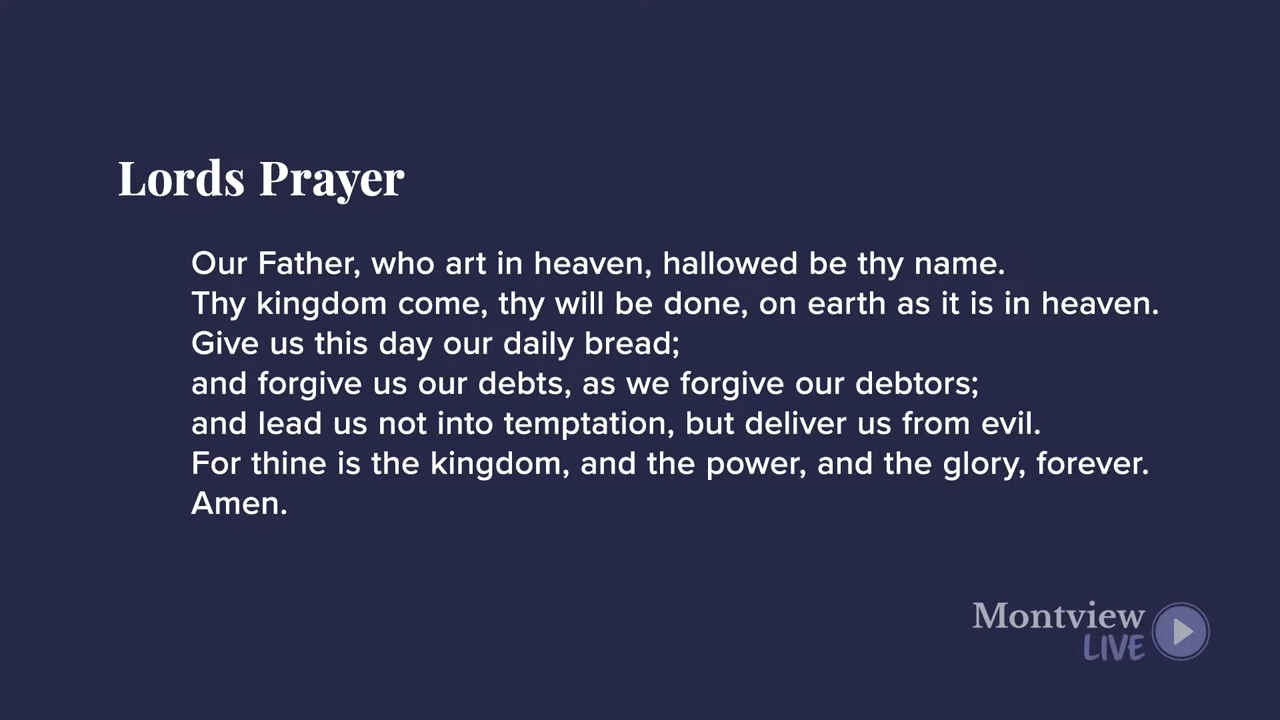 Lords Prayer
Our Father, who art in heaven, hallowed be thy name.
Thy kingdom come, thy will be done, on earth as it is in heaven.
Give us this day our daily bread;
and forgive us our debts, as we forgive our debtors;
and lead us not into temptation, but deliver us from evil.
For thine is the kingdom, and the power, and the glory, forever.
Amen.
Montview
LIVE